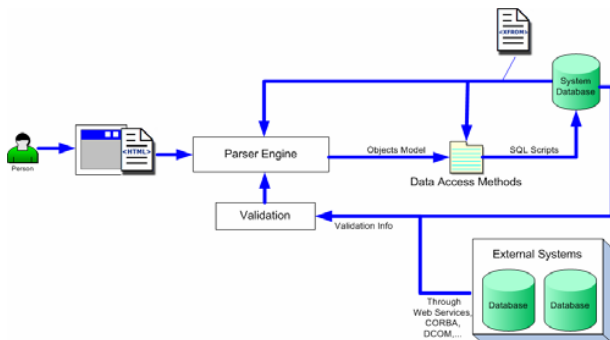 <XFROM>
System
Database
<HTML>
Person
Parser Engine
Objects Model
SQL Scripts
Data Access Methods
Validation
Validation Info
External Systems
Database
Database
Through
Web Services,
CORBA,
DCOM,...